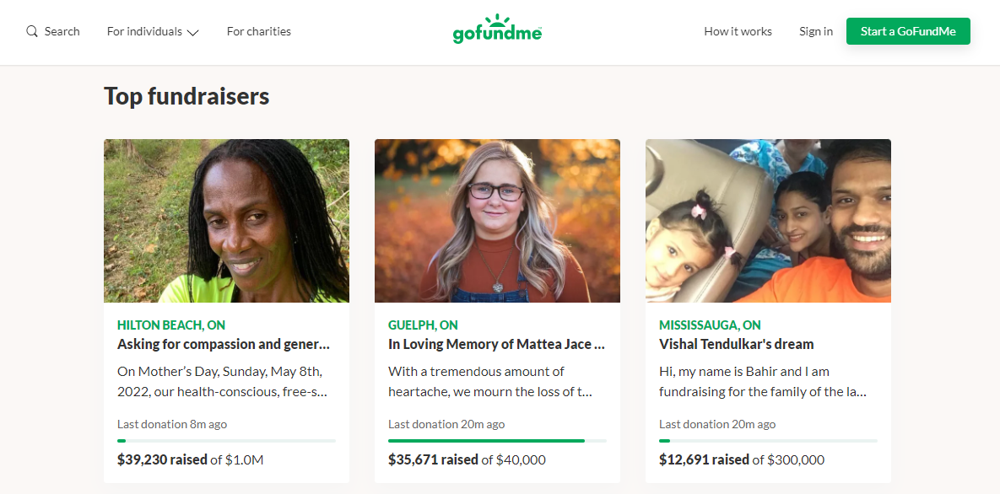 Search
For individuals
For charities
gofundme
How it works
Sign in
Start a GoFundMe
Top fundraisers
HILTON BEACH, ON
Asking for compassion and gener...
On Mother’s Day, Sunday, May 8th,
2022, our health-conscious, free-s...
Last donation 8m ago
$39,230 raised of $1.0M
GUELPH, ON
In Loving Memory of Mattea Jace ...
With a tremendous amount of
heartache, we mourn the loss of t...
Last donation 20m ago
$35,671 raised of $40,000
MISSISSAUGA, ON
Vishal Tendulkar's dream
Hi, my name is Bahir and I am
fundraising for the family of the la...
Last donation 20m ago
$12,691 raised of $300,000